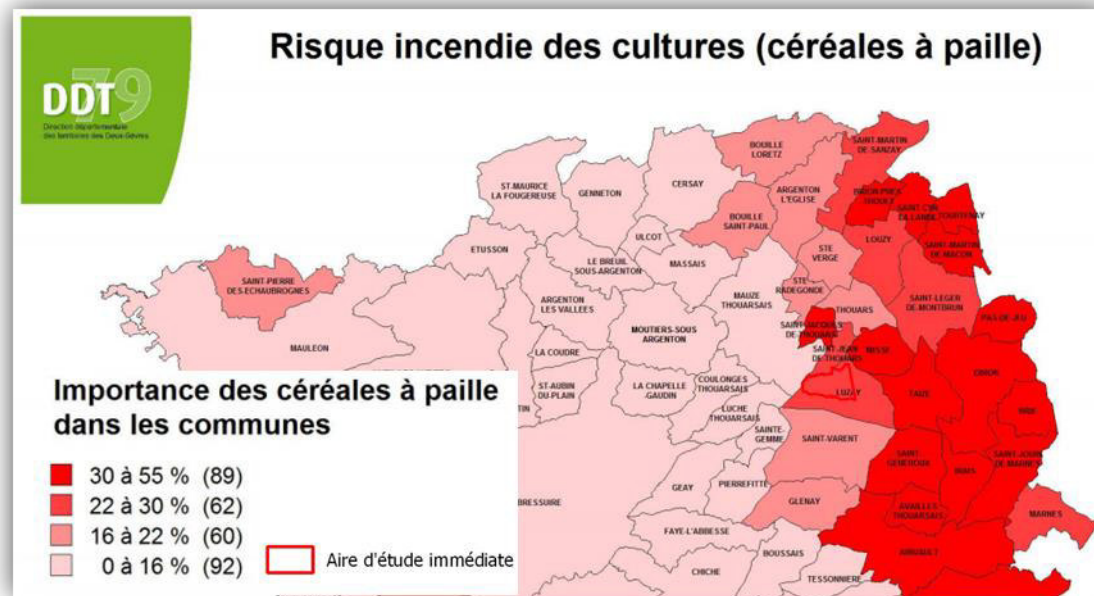 DDT 79
Direction départementale
des territoires des Deux-Sèvres
Risque incendie des cultures (céréales à paille)
SAINT-MARTIN
DE-SANZAY
BOUILLE
LORETZ
CERSAY
ST-MAURICE
LA FOUGEREUSE
GENNETON
ARGENTON
L'EGLISE
BRION-PRES
THOUET
SAINT-CYR
LA LANDE
TOURTENAY
BOUILLE
SAINT-PAUL
ULCOT
ETUSSON
LE BREUIL
SOUS-ARGENTON
MASSAIS
STE
VERGE
LOUZY
SAINT-MARTIN
DE-MACON
SAINT-PIERRE
DES-ECHAUBROGNES
STE
RADEGONDE
MAUZE
THOUARSAIS
ARGENTON
LES VALLEES
THOUARS
SAINT-LEGER
DE-MONTBRUN
PAS-DE-JEU
MOUTIERS-SOUS
ARGENTON
SAINT-JACQUES
DE-THOUARS
MAULEON
LA COUDRE
SAINT-JEAN
DE THOUARS
MISSE
OIRON
ST-AUBIN
DU-PLAIN
LA CHAPELLE
GAUDIN
COULONGES
THOUARSAIS
LUZAY
TAIZE
TIN
LUCHE
THOUARSAIS
SAINTE-
GEMME
SAINT-VARENT
SAINT
GENEROUX
IRAIS
SAINT-JOUIN
DE-MARNES
GEAY
PIERREFITTE
BRESSUIRE
GLENAY
AVAILLES
THOUARSAIS
MARNES
FAYE-L'ABBESSE
BOUSSAIS
AIRVAULT
CHICHE
TESSONNIERE
Importance des céréales à paille
dans les communes
30 à 55 % (89)
22 à 30 % (62)
16 à 22 % (60)
0 à 16 % (92)
Aire d'étude immédiate